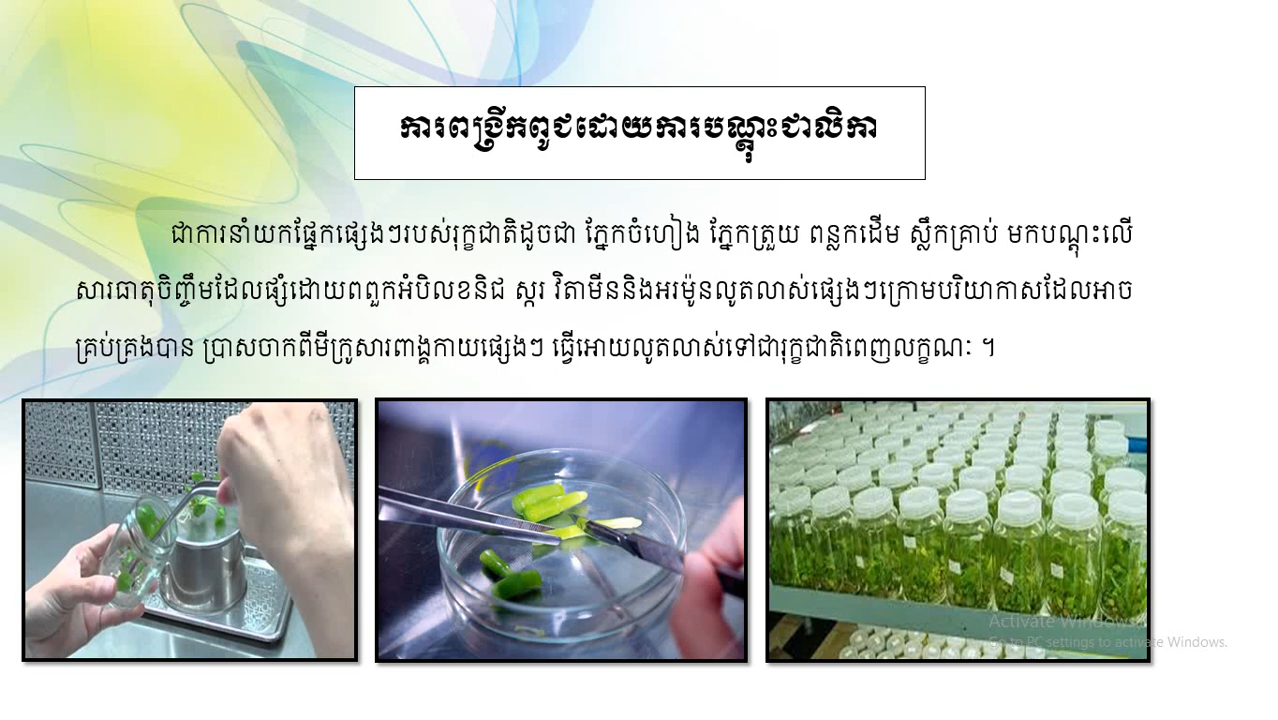 ការពង្រីកពូជដោយការបណ្តុះជាលិកា
ជាការនាំយកផ្នែកផ្សេងៗរបស់រុក្ខជាតិដូចជា ភ្នែកចំហៀង ភ្នែកត្រួយ ពន្លកដើម ស្លឹកគ្រាប់ មកបណ្តុះលើ
សារធាតុចិញ្ចឹមដែលផ្សំដោយពពួកអំបិលខនិជ ស្ករ វិតាមីននិងអរម៉ូនលូតលាស់ផ្សេងៗក្រោមបរិយាកាសដែលអាច
គ្រប់គ្រងបាន ប្រាសចាកពីមីក្រូសារពាង្គកាយផ្សេងៗ ធ្វើអោយលូតលាស់ទៅជារុក្ខជាតិពេញលក្ខណៈ ។
Activate Windows
Go to PC settings to activate Windows.